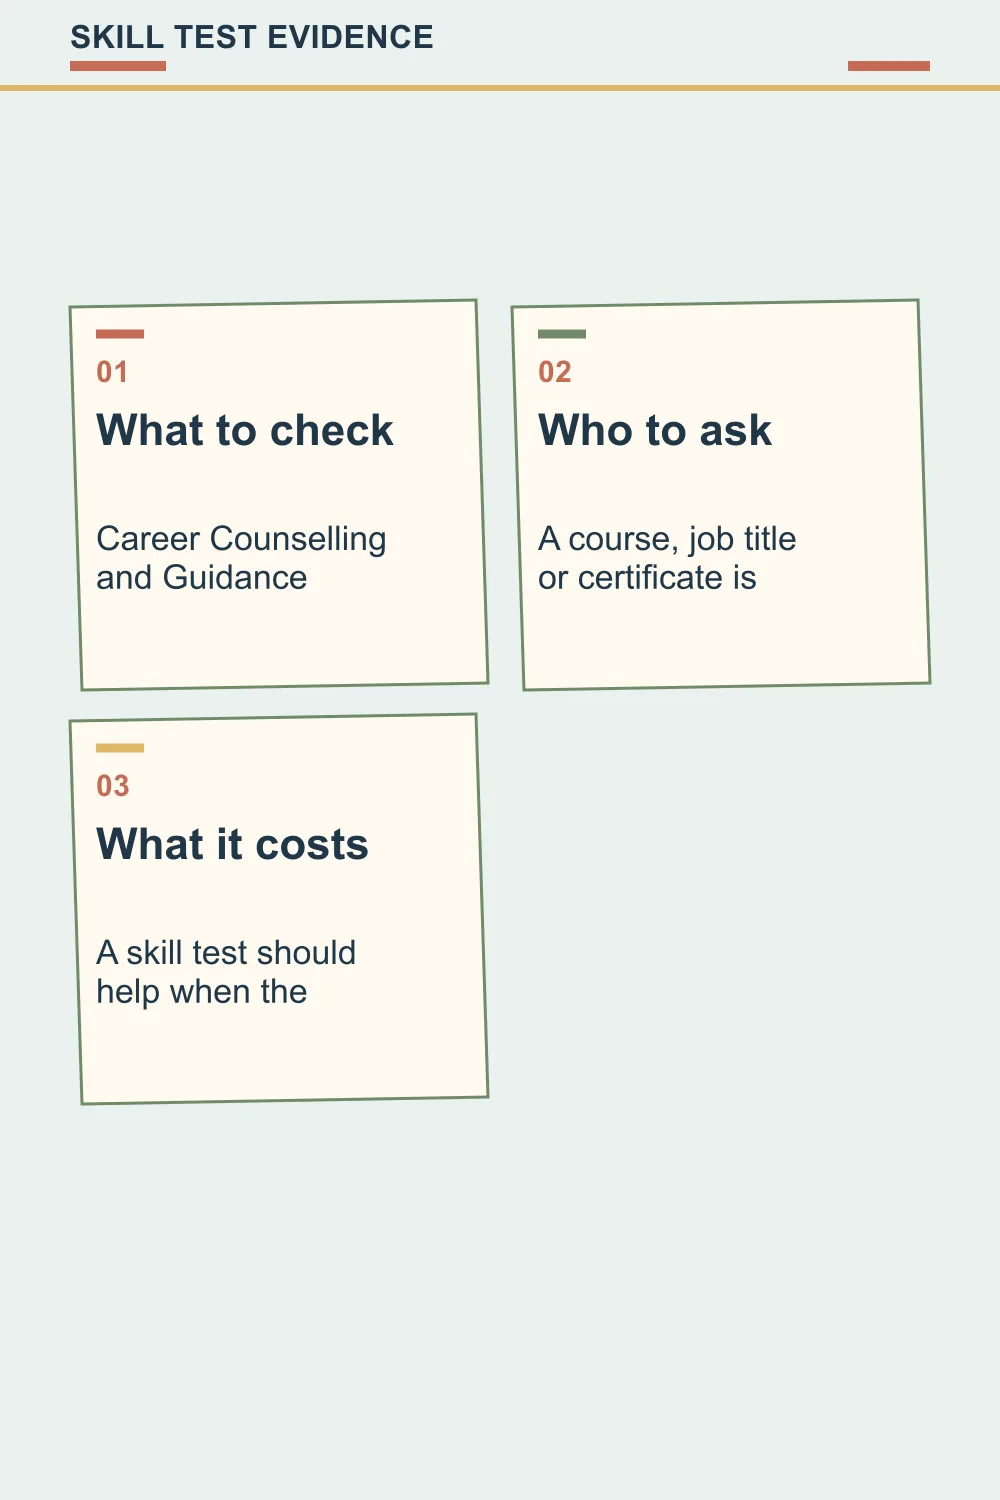 SKILL TEST EVIDENCE
01
What to check
Career Counselling
and Guidance
02
Who to ask
A course, job title
or certificate is
03
What it costs
A skill test should
help when the